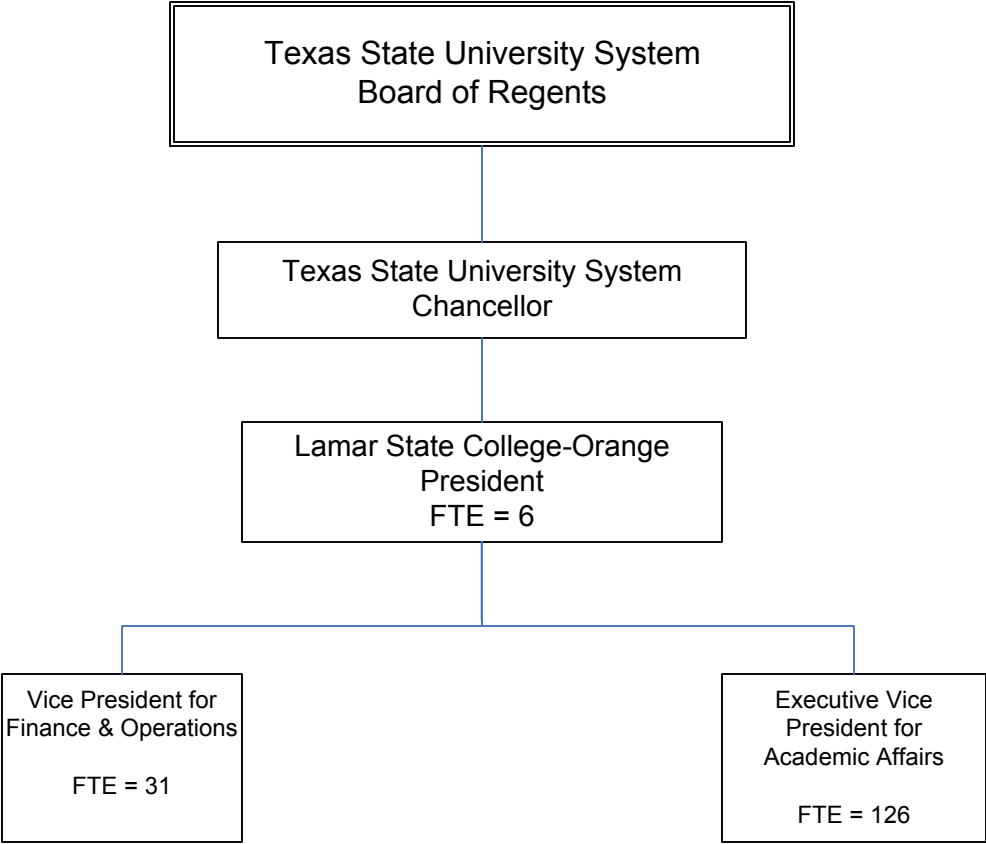 Texas State University System
Board of Regents
Texas State University System
Chancellor
Lamar State College-Orange
President
FTE = 6
Vice President for
Finance & Operations
FTE = 31
Executive Vice
President for
Academic Affairs
FTE = 126